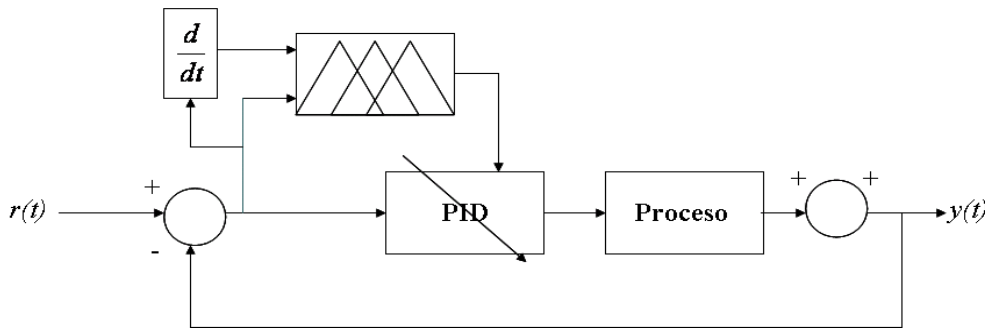 d
dt
+
+
+
r(t)
PID
Proceso
y(t)
-